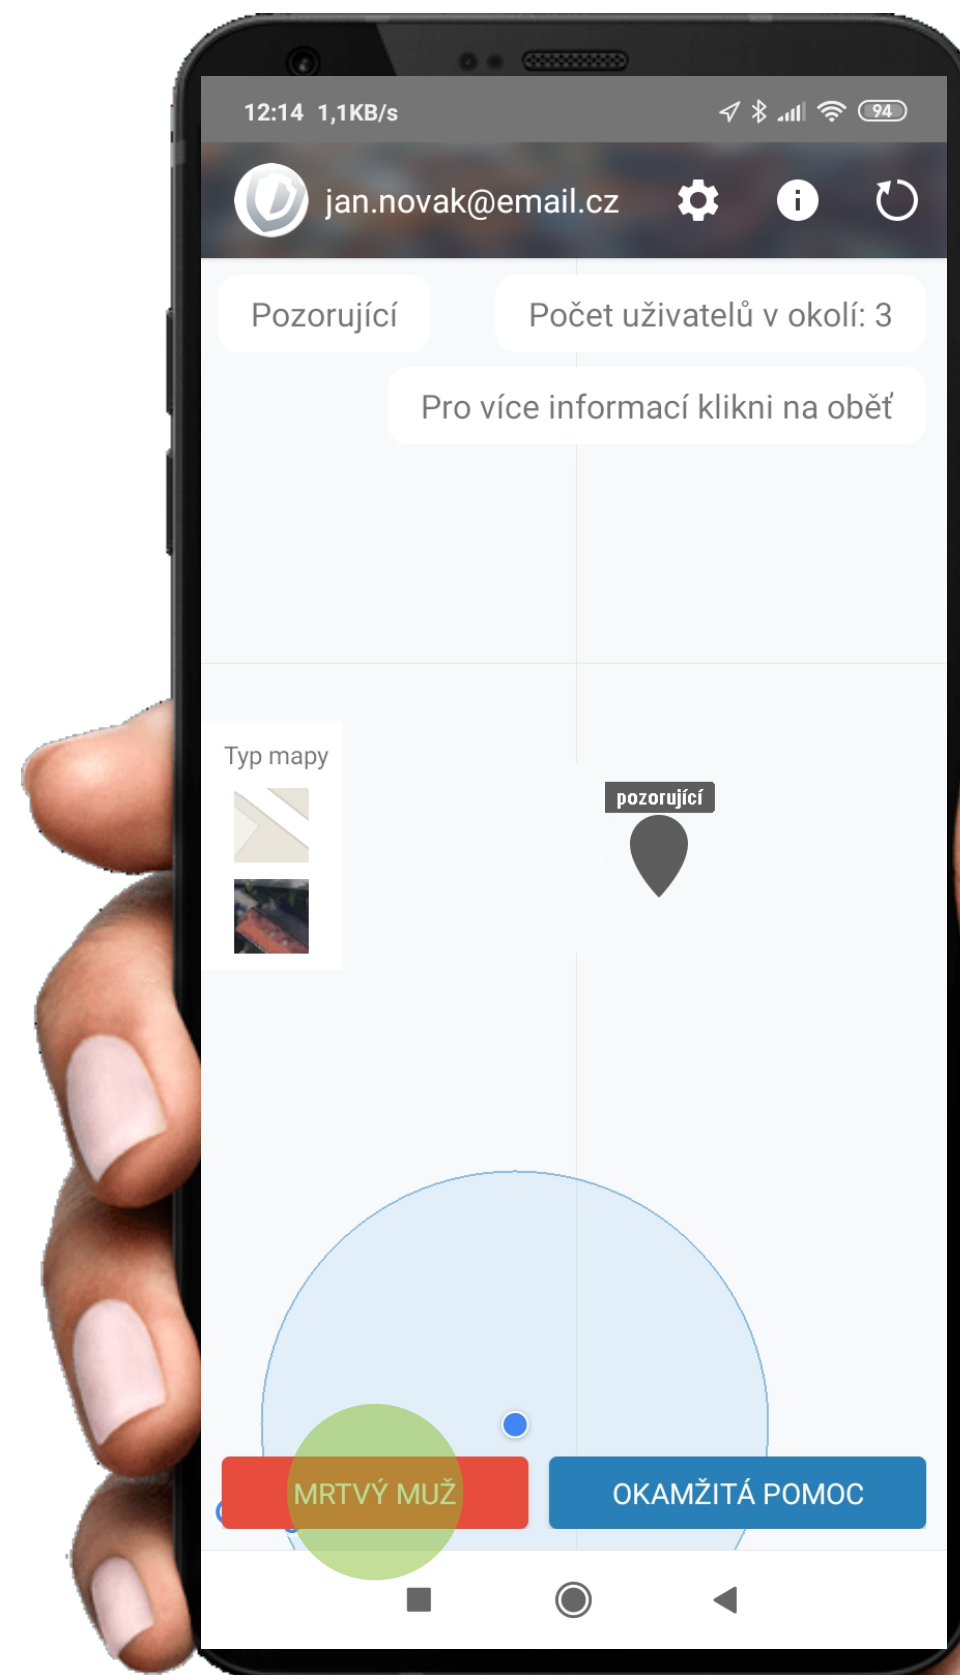 12:14 1,1KB/s
94
jan.novak@email.cz
Pozorující
Počet uživatelů v okolí: 3
Pro více informací klikni na oběť
Typ mapy
pozorující
MRTVÝ MUŽ
OKAMŽITÁ POMOC